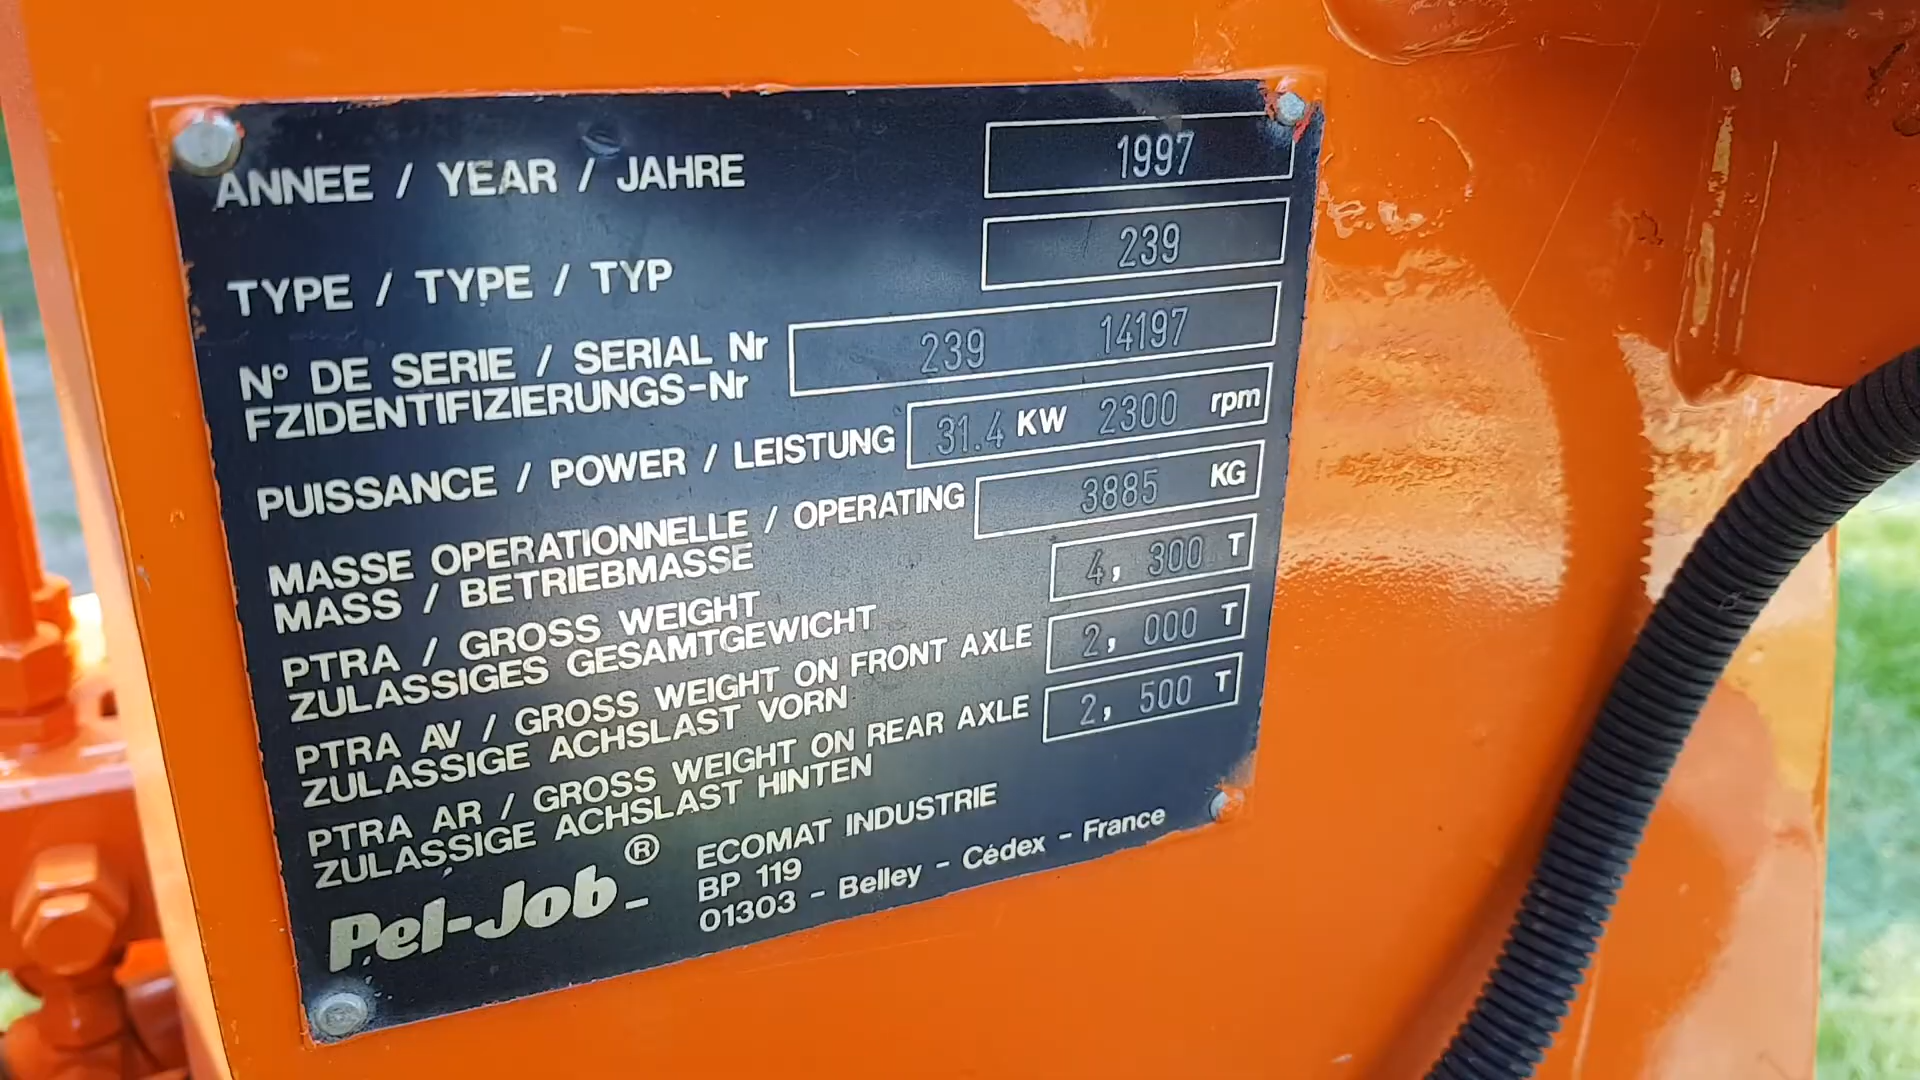 ANNEE / YEAR / JAHRE 1997
TYPE / TYPE / TYP 239
N° DE SERIE / SERIAL Nr 239 14197
FZIDENTIFIZIERUNGS-Nr
PUISSANCE / POWER / LEISTUNG 31.4 KW 2300 rpm
MASSE OPERATIONNELLE / OPERATING 3885 KG
MASS / BETRIEBMASSE
PTRA / GROSS WEIGHT 4, 300 T
ZULASSIGES GESAMTGEWICHT
PTRA AV / GROSS WEIGHT ON FRONT AXLE 2, 000 T
ZULASSIGE ACHSLAST VORN
PTRA AR / GROSS WEIGHT ON REAR AXLE 2, 500 T
ZULASSIGE ACHSLAST HINTEN
Pel-Job® - ECOMAT INDUSTRIE
BP 119
01303 - Belley - Cédex - France